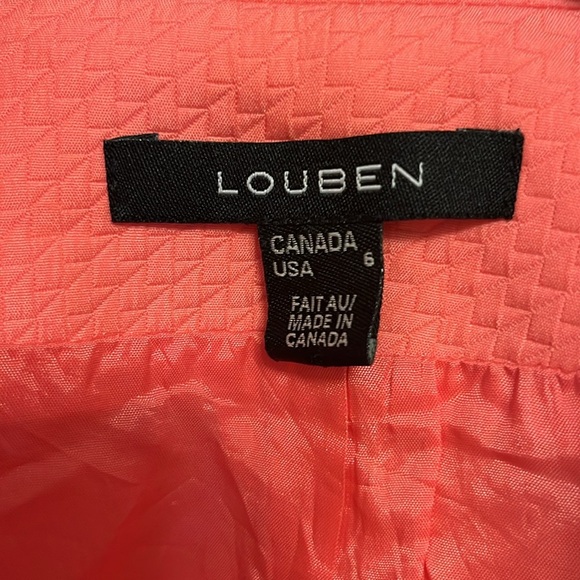 LOUBEN
CANADA 6
USA
FAIT AU/
MADE IN
CANADA